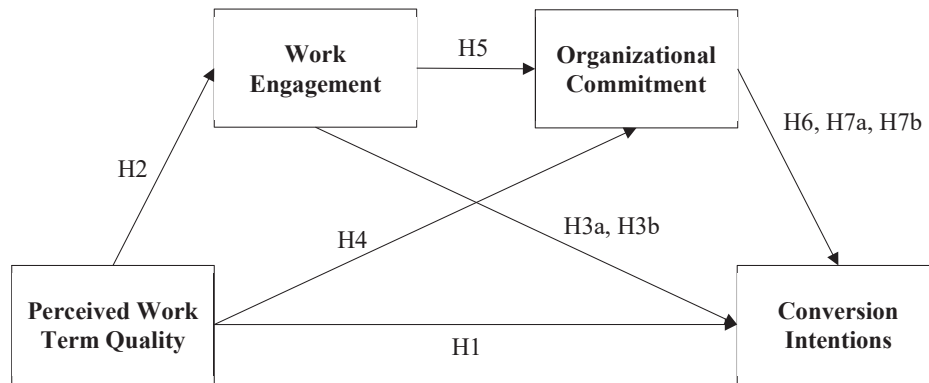 Work
Engagement
H5
Organizational
Commitment
H6, H7a, H7b
H2
H4
H3a, H3b
Perceived Work
Term Quality
H1
Conversion
Intentions